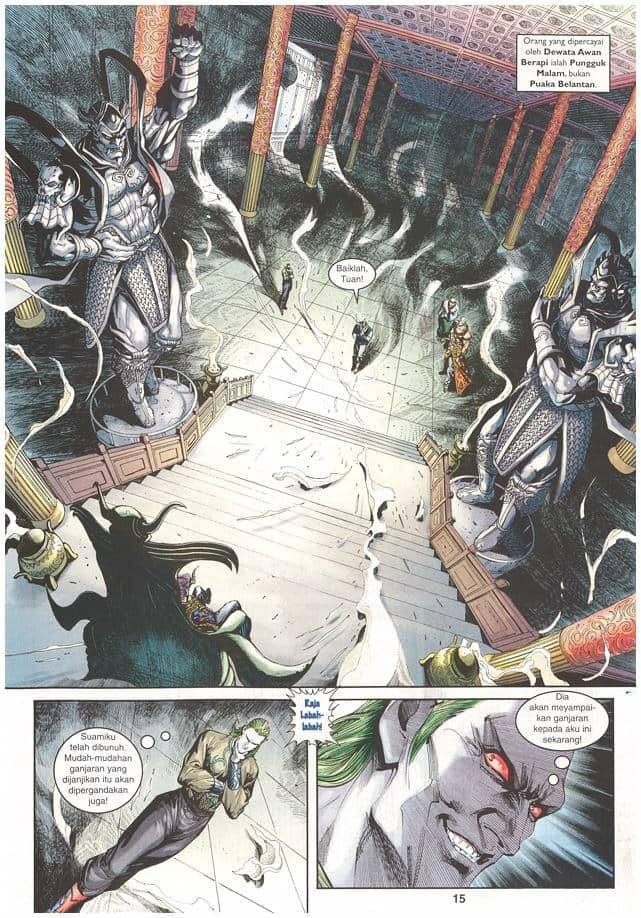 Orang yang dipercayai
oleh Dewata Awan
Berapi ialah Pungguk
Malam, bukan
Puaka Belantan.
Baiklah,
Tuan!
Suamiku
telah dibunuh.
Mudah-mudahan
ganjaran yang
dijanjikan itu akan
dipergandakan
juga!
Raja
Labah-
labah!
Dia
akan meyampai-
kan ganjaran
kepada aku ini
sekarang!
15